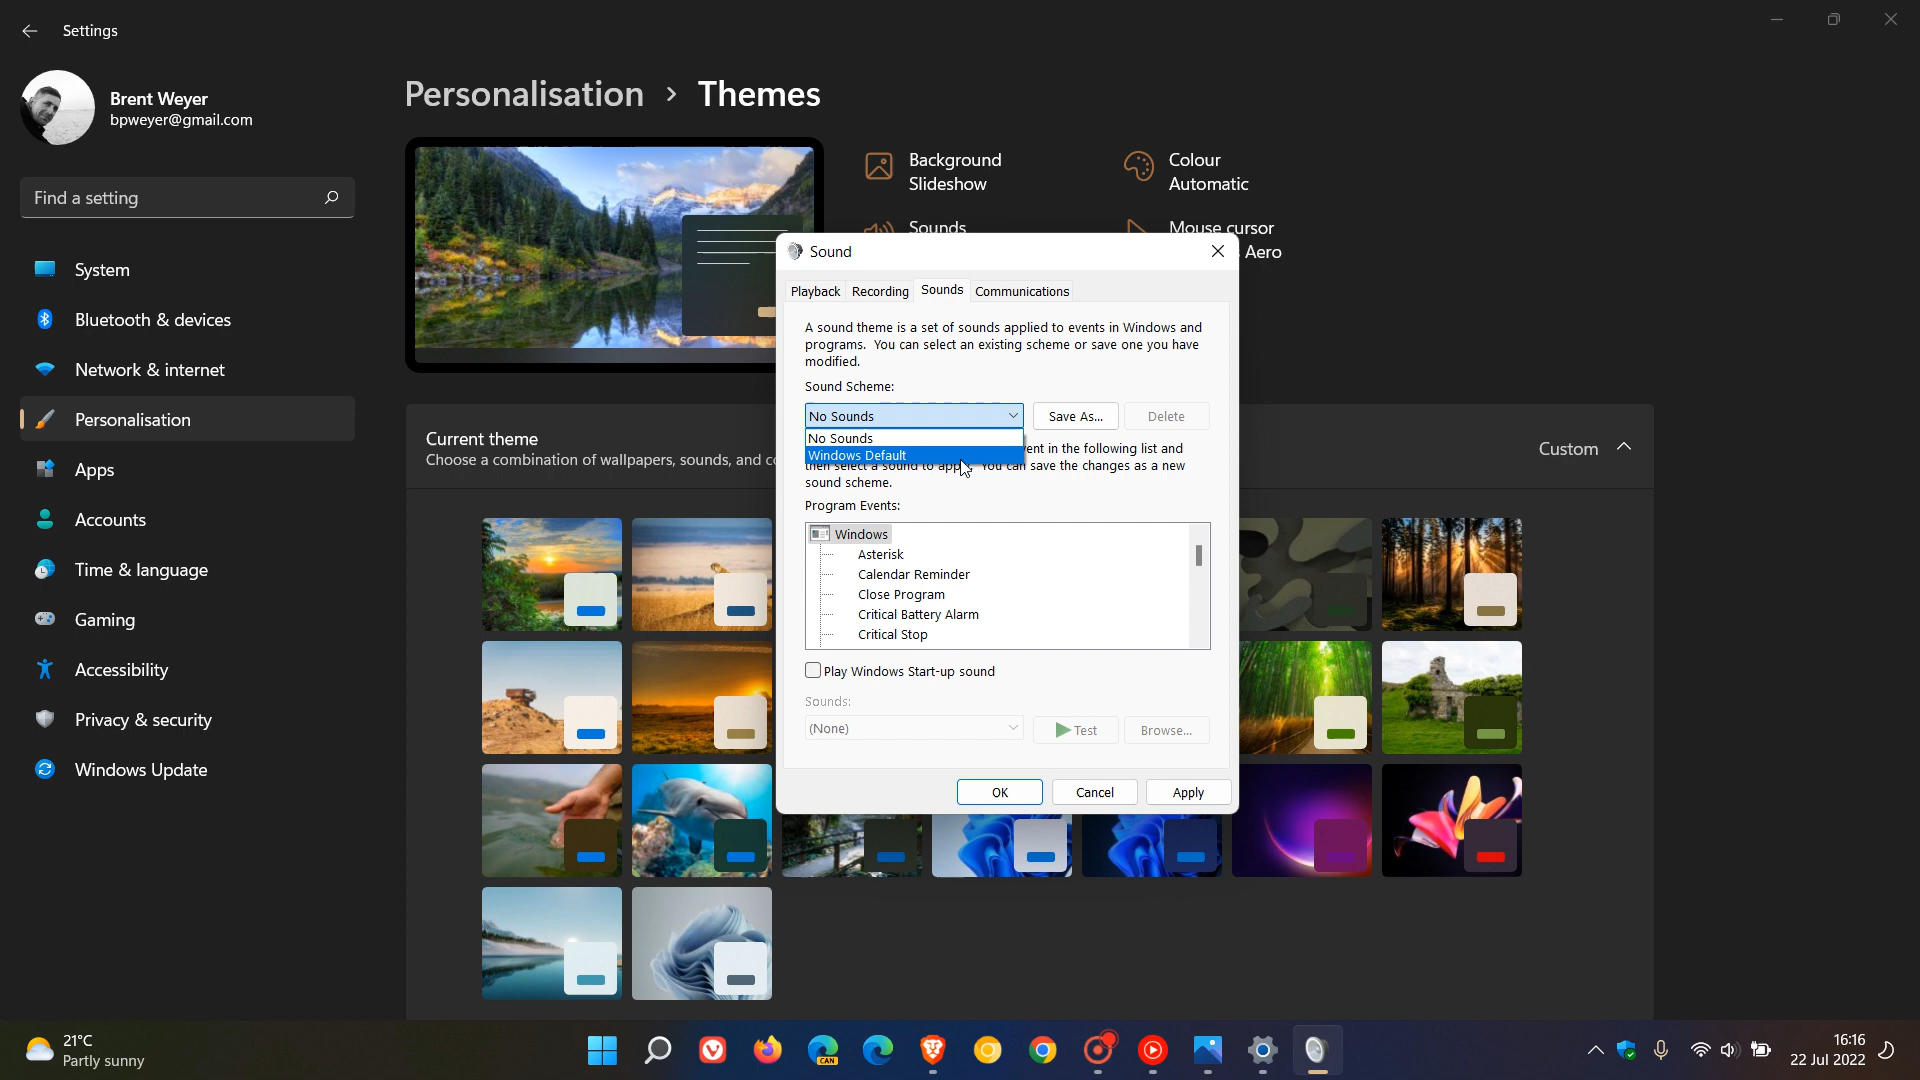 Settings
Brent Weyer
bpweyer@gmail.com
Find a setting
System
Bluetooth & devices
Network & internet
Personalisation
Apps
Accounts
Time & language
Gaming
Accessibility
Privacy & security
Windows Update
Personalisation > Themes
Background
Slideshow
Colour
Automatic
Sounds
Mouse cursor
Aero
Current theme
Choose a combination of wallpapers, sounds, and
Custom
Sound
Playback Recording Sounds Communications
A sound theme is a set of sounds applied to events in Windows and
programs. You can select an existing scheme or save one you have
modified.
Sound Scheme:
No Sounds
Save As...
Delete
No Sounds
Windows Default
in the following list and
then select a sound to You can save the changes as a new
sound scheme.
Program Events:
Windows
Asterisk
Calendar Reminder
Close Program
Critical Battery Alarm
Critical Stop
Play Windows Start-up sound
Sounds:
(None)
Test
Browse...
OK
Cancel
Apply
21°C
Partly sunny
CAN
16:16
22 Jul 2022